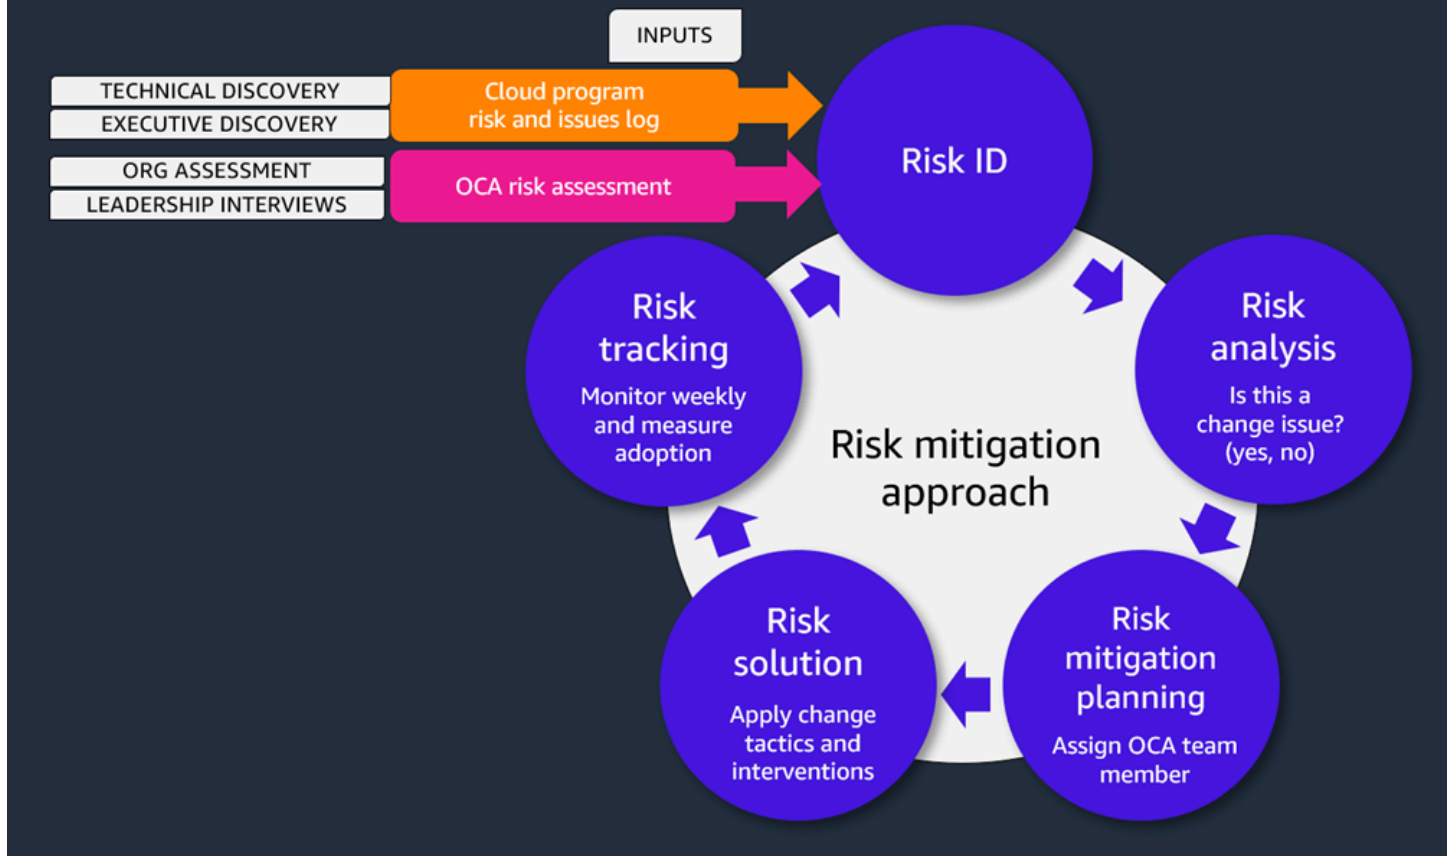 INPUTS
TECHNICAL DISCOVERY
EXECUTIVE DISCOVERY
Cloud program
risk and issues log
ORG ASSESSMENT
LEADERSHIP INTERVIEWS
OCA risk assessment
Risk ID
Risk
analysis
Is this a
change issue?
(yes, no)
Risk
mitigation
planning
Assign OCA team
member
Risk
solution
Apply change
tactics and
interventions
Risk
tracking
Monitor weekly
and measure
adoption
Risk mitigation
approach